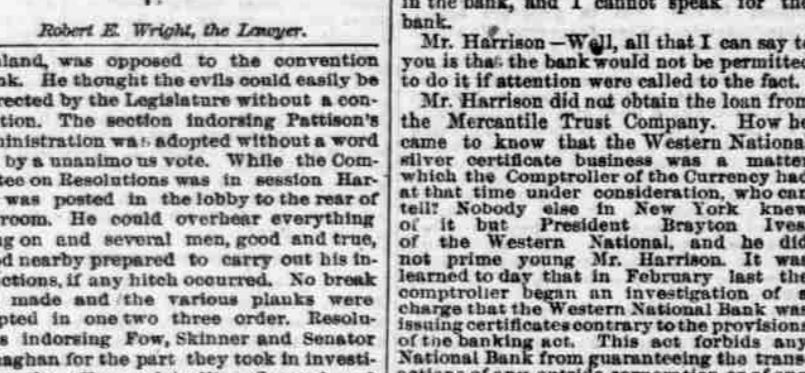 Robert E. Wright, the Lawyer.
land, was opposed to the convention
He thought the evils could easily be
rected by the Legislature without a con-
tion. The section indorsing Pattison's
inistration was adopted without a word
by a unanimous vote. While the Com-
tee on Resolutions was in session Har-
was posted in the lobby to the rear of
room. He could overhear everything
g on and several men, good and true,
d nearby prepared to carry out his in-
ctions, if any hitch occurred. No break
made and the various planks were
pted in one two three order. Resolu-
s indorsing Fow, Skinner and Senator
naghan for the part they took in investi-
in the bank, and I cannot speak for the
bank.
Mr. Harrison—Well, all that I can say t
you is that the bank would not be permitted
to do it if attention were called to the fact.
Mr. Harrison did not obtain the loan from
the Mercantile Trust Company. How he
came to know that the Western National
silver certificate business was a matter
which the Comptroller of the Currency had
at that time under consideration, who can
tell? Nobody else in New York knew
of it but President Brayton Ives
of the Western National, and he did
not prime young Mr. Harrison. It was
learned to day that in February last the
comptroller began an investigation of
charge that the Western National Bank was
issuing certificates contrary to the provision
of the banking act. This act forbids any
National Bank from guaranteeing the trans